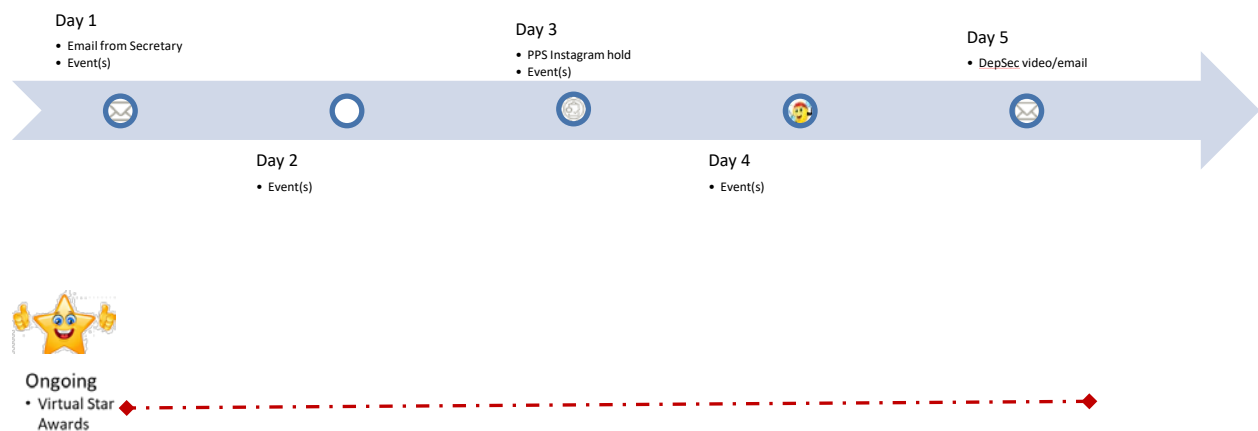 Day 1
• Email from Secretary
• Event(s)
Day 2
• Event(s)
Day 3
• PPS Instagram hold
• Event(s)
Day 4
• Event(s)
Day 5
• DepSec video/email
Ongoing
• Virtual Star
Awards